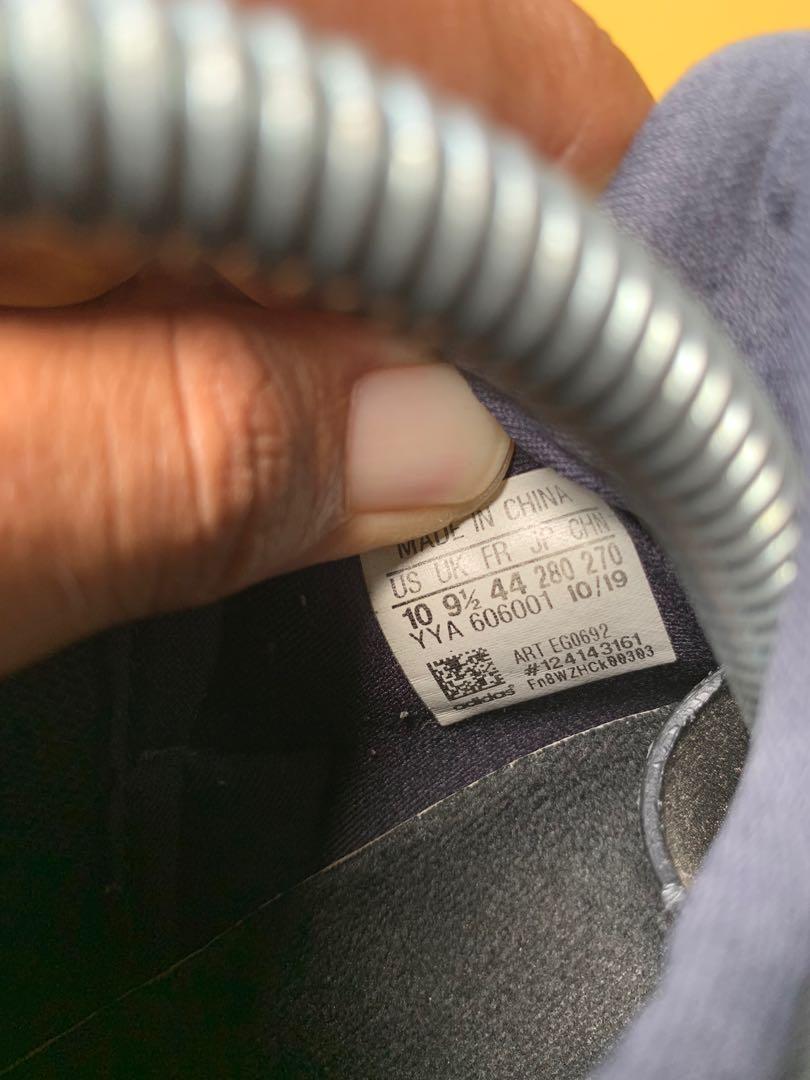 MADE IN CHINA
US UK FR JP CHN
10 9½ 44 280 270
YYA 606001 10/19
ART EG0692
#124143161
Fn8WZHCk00303
adidas